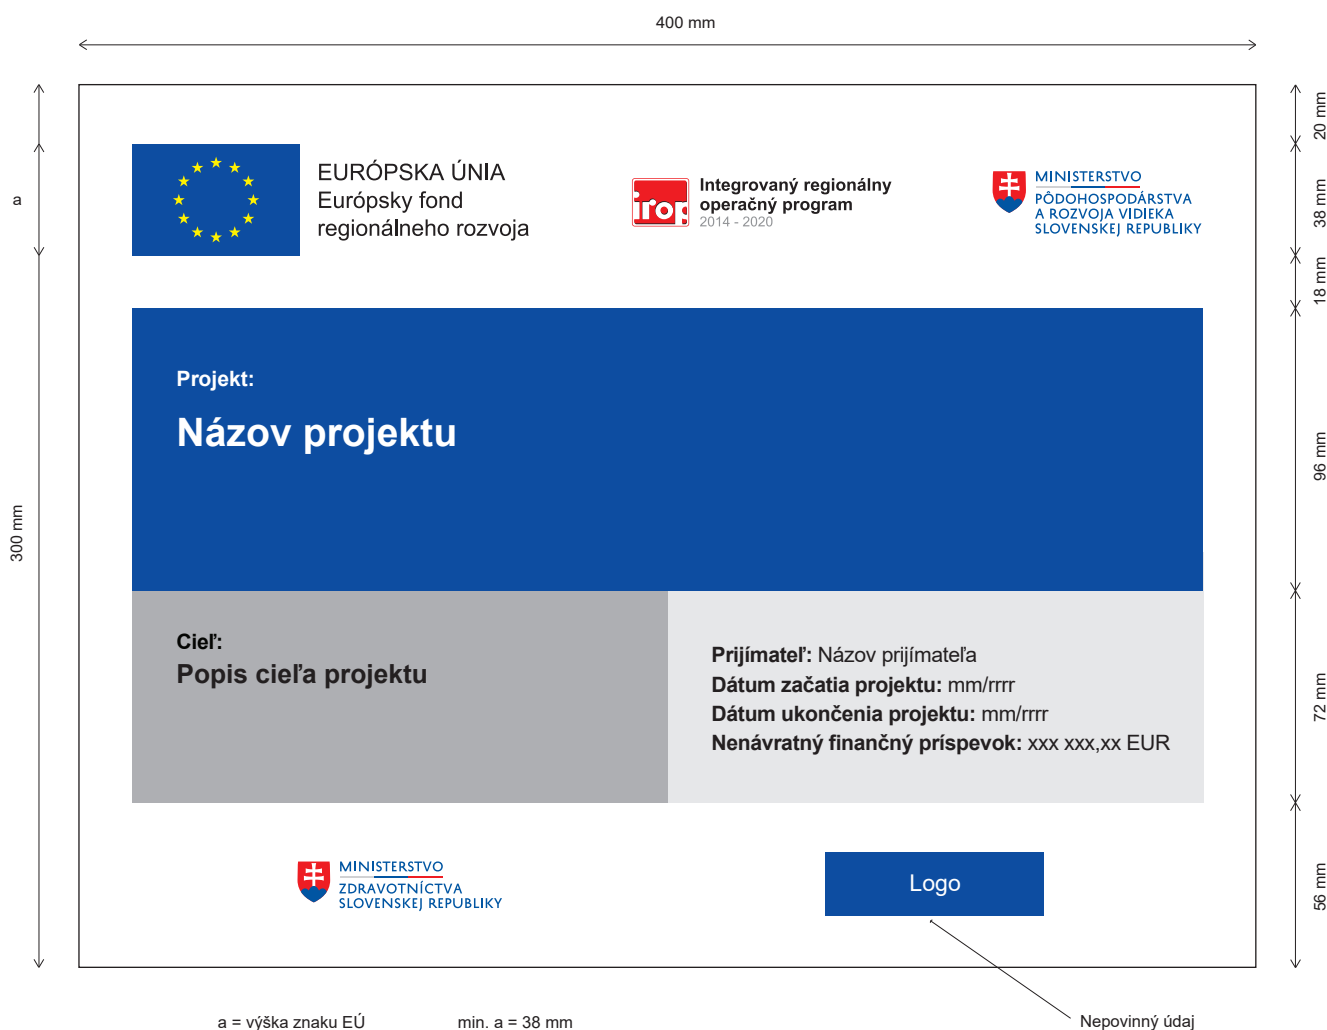 400 mm
20 mm
a
38 mm
18 mm
96 mm
300 mm
72 mm
56 mm
EURÓPSKA ÚNIA
Európsky fond
regionálneho rozvoja
irop
Integrovaný regionálny
operačný program
2014 - 2020
MINISTERSTVO
PÔDOHOSPODÁRSTVA
A ROZVOJA VIDIEKA
SLOVENSKEJ REPUBLIKY
Projekt:
Názov projektu
Cieľ:
Popis cieľa projektu
Prijímateľ: Názov prijímateľa
Dátum začatia projektu: mm/rrrr
Dátum ukončenia projektu: mm/rrrr
Nenávratný finančný príspevok: xxx xxx,xx EUR
MINISTERSTVO
ZDRAVOTNÍCTVA
SLOVENSKEJ REPUBLIKY
Logo
a = výška znaku EÚ
min. a = 38 mm
Nepovinný údaj